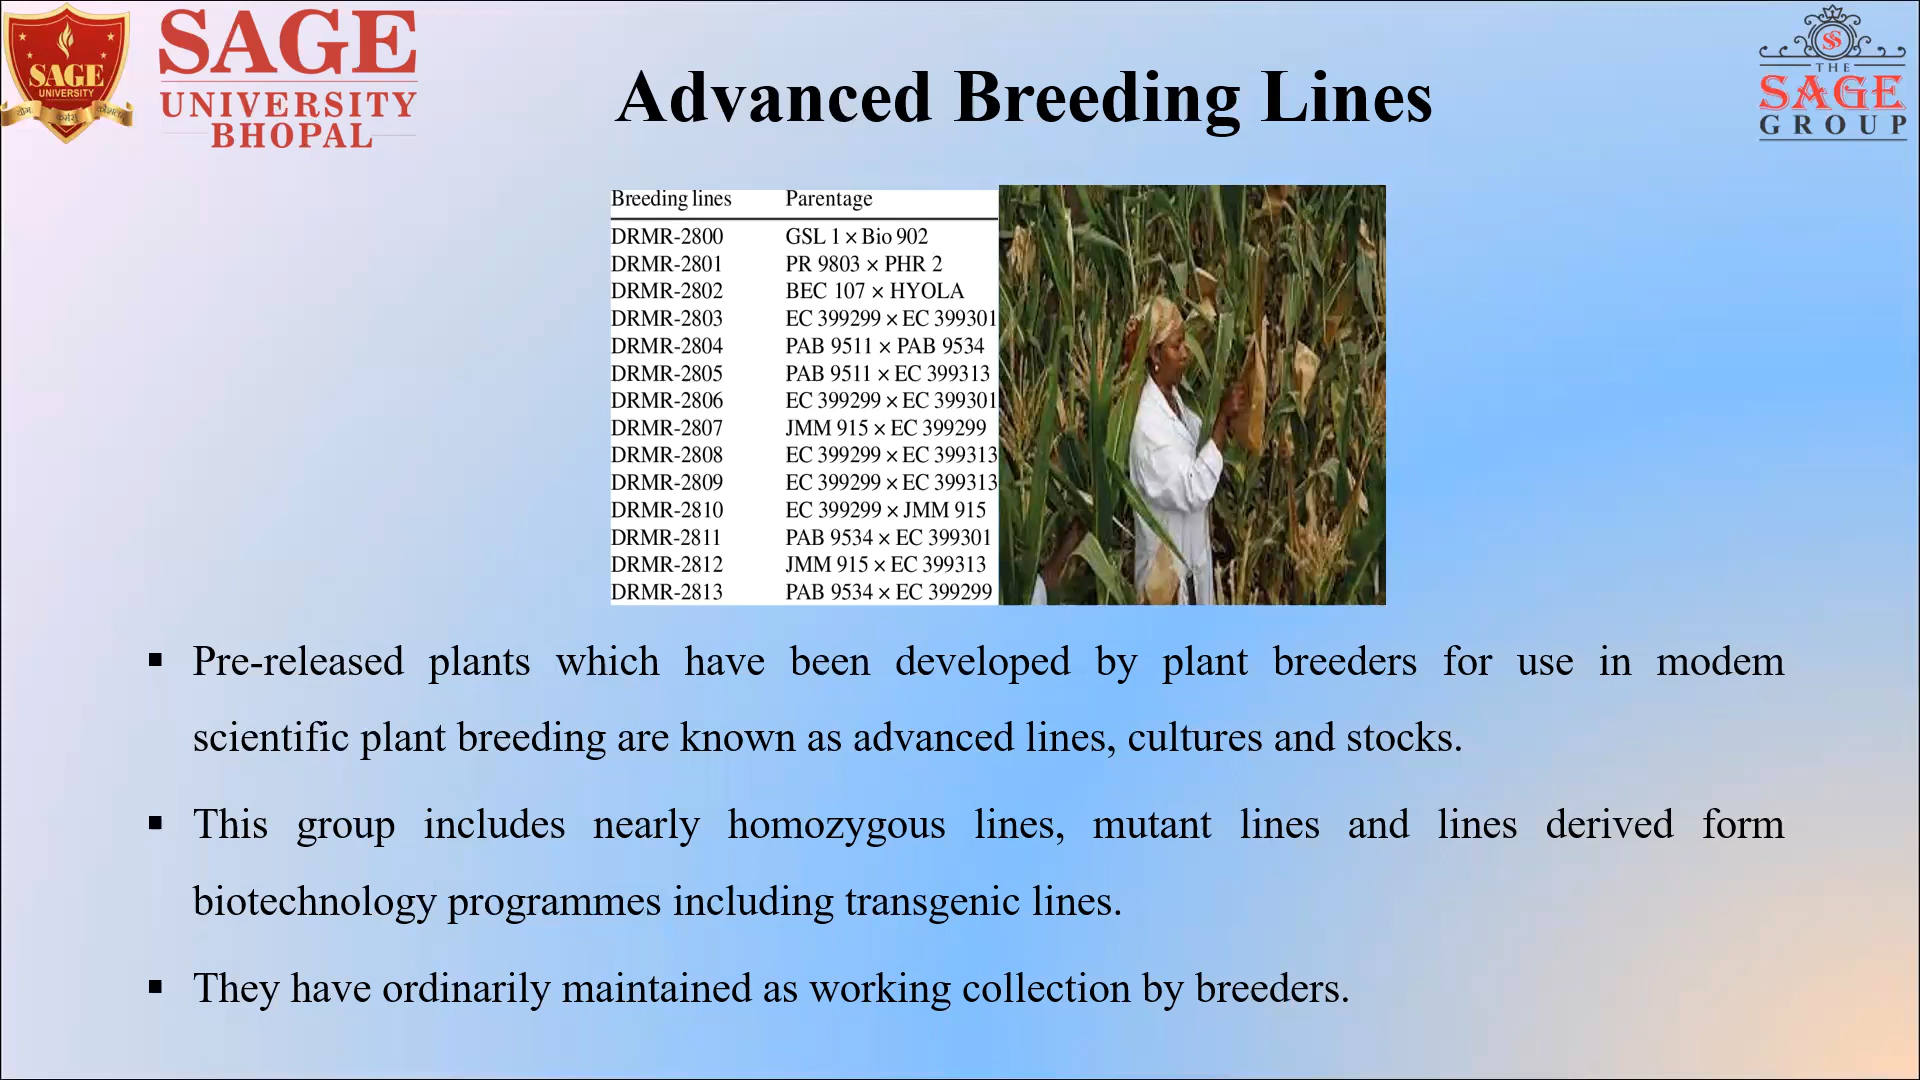 SAGE
UNIVERSITY
SAGE
UNIVERSITY
BHOPAL
Advanced Breeding Lines
THE
SAGE
GROUP
Breeding lines Parentage
DRMR-2800 GSL 1 × Bio 902
DRMR-2801 PR 9803 × PHR 2
DRMR-2802 BEC 107 × HYOLA
DRMR-2803 EC 399299 × EC 399301
DRMR-2804 PAB 9511 × PAB 9534
DRMR-2805 PAB 9511 × EC 399313
DRMR-2806 EC 399299 × EC 399301
DRMR-2807 JMM 915 × EC 399299
DRMR-2808 EC 399299 × EC 399313
DRMR-2809 EC 399299 × EC 399313
DRMR-2810 EC 399299 × JMM 915
DRMR-2811 PAB 9534 × EC 399301
DRMR-2812 JMM 915 × EC 399313
DRMR-2813 PAB 9534 × EC 399299
▪ Pre-released plants which have been developed by plant breeders for use in modem
scientific plant breeding are known as advanced lines, cultures and stocks.
▪ This group includes nearly homozygous lines, mutant lines and lines derived form
biotechnology programmes including transgenic lines.
▪ They have ordinarily maintained as working collection by breeders.